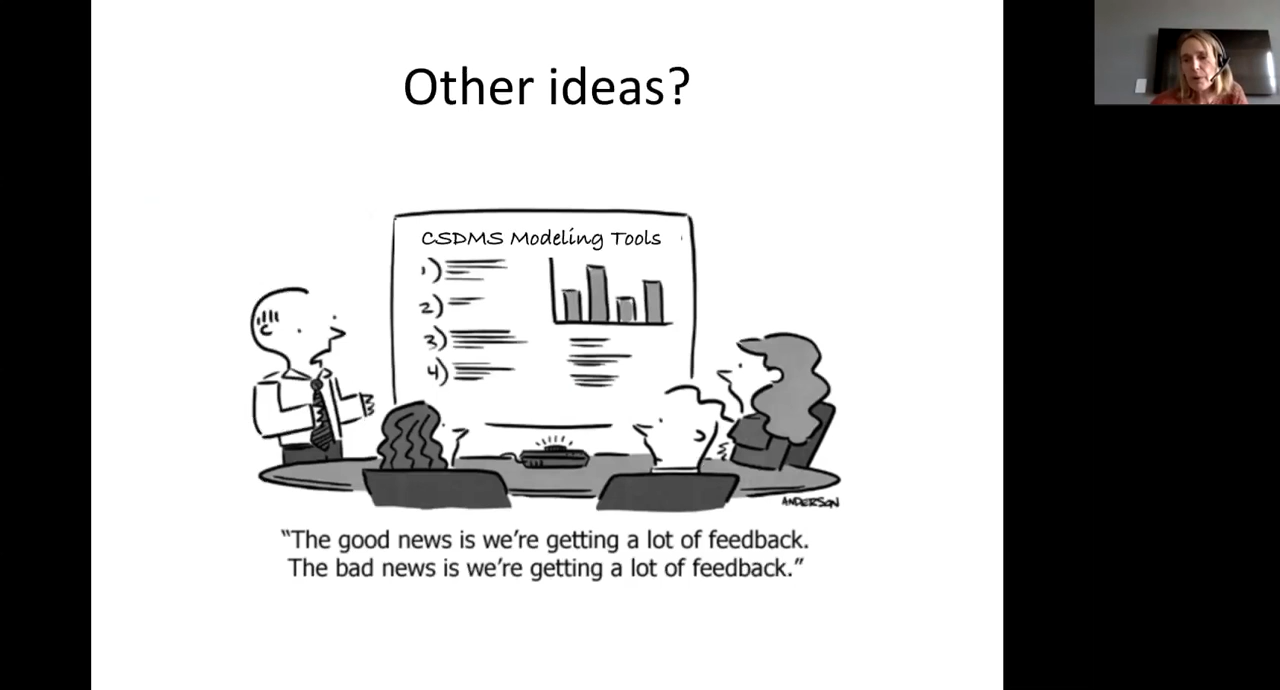 Other ideas?
CSDMS Modeling Tools
1)
2)
3)
4)
ANDERSON
“The good news is we’re getting a lot of feedback.
The bad news is we’re getting a lot of feedback.”